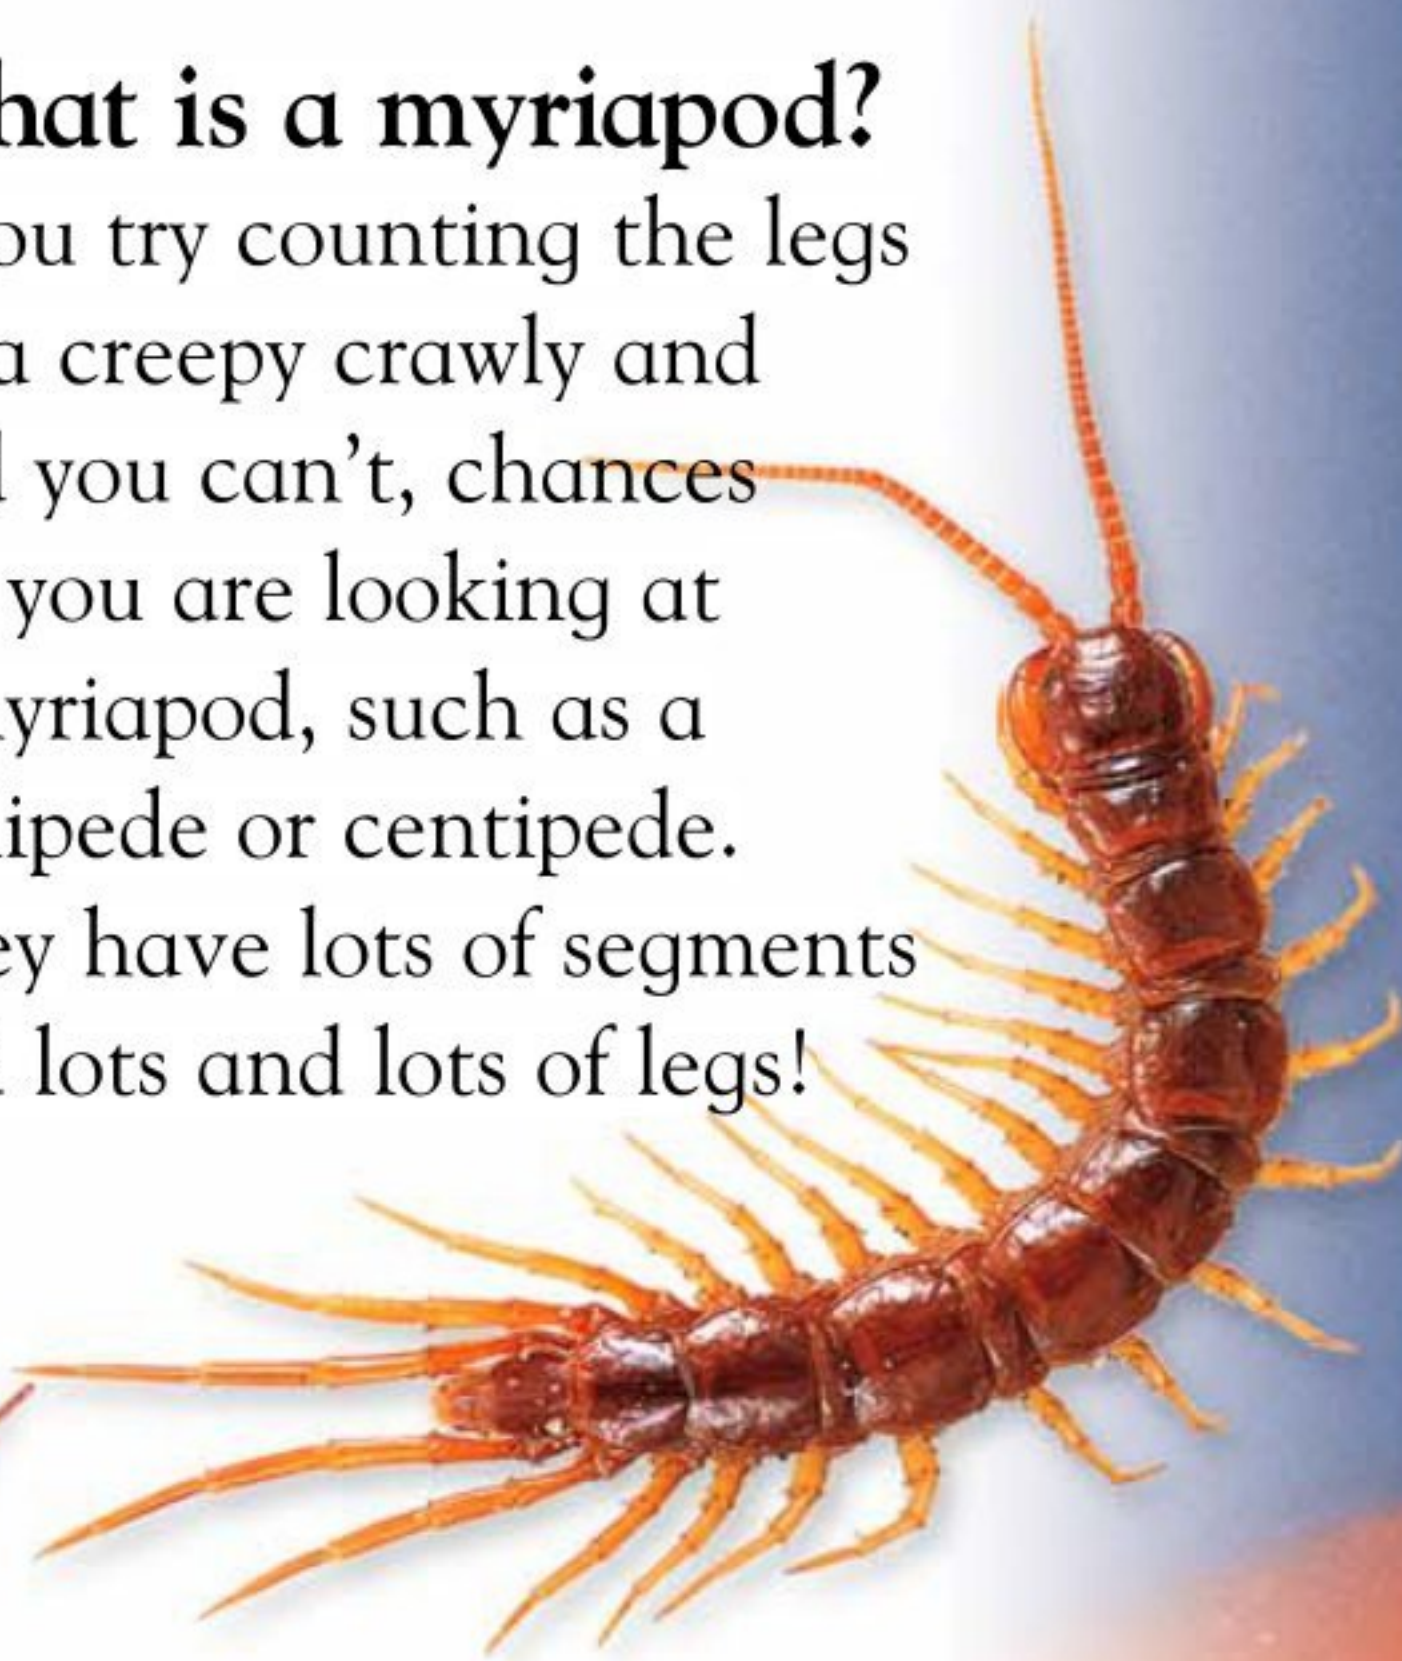 hat is a myriapod?
ou try counting the legs
a creepy crawly and
you can't, chances
you are looking at
yriapod, such as a
ipede or centipede.
ey have lots of segments
lots and lots of legs!